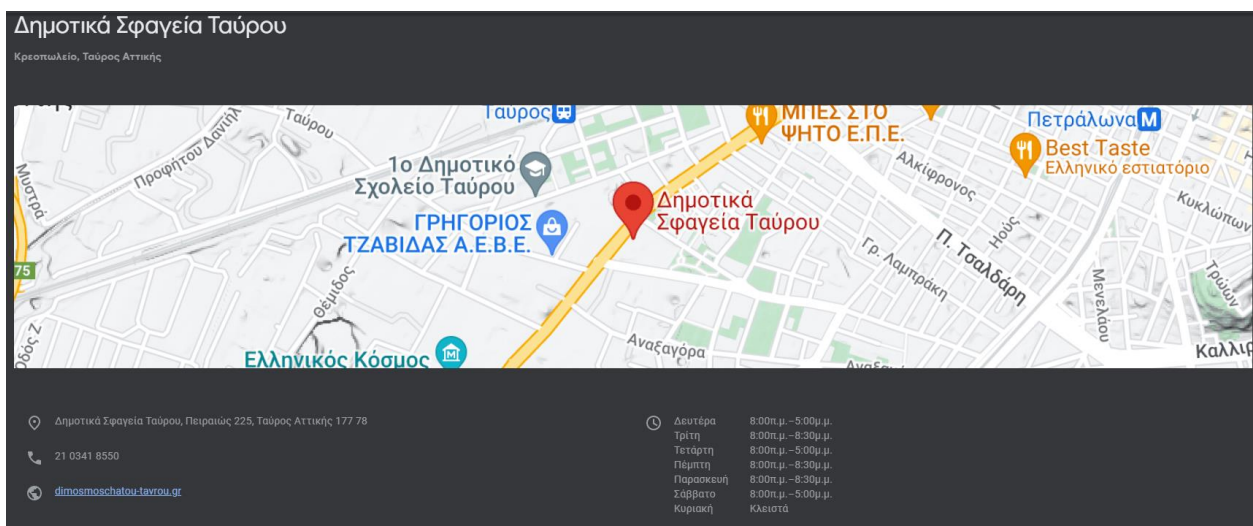 Δημοτικά Σφαγεία Ταύρου
Κρεοπωλείο, Ταύρος Αττικής
Ταύρου
Ταύρος
ΜΠΕΣ ΣΤΟ
ΨΗΤΟ Ε.Π.Ε.
Πετράλωνα M
Best Taste
Ελληνικό εστιατόριο
Προφήτου Δανιήλ
1ο Δημοτικό
Σχολείο Ταύρου
Αλκίφρονος
Μυστρά
Δημοτικά
Σφαγεία Ταύρου
Κυκλώπων
ΓΡΗΓΟΡΙΟΣ
ΤΖΑΒΙΔΑΣ Α.Ε.Β.Ε.
Π. Τσαλδάρη
Νούς
Γρ. Λαμπράκη
75
Θέμιδος
Μενελάου
Τρώων
Αναξαγόρα
Ελληνικός Κόσμος
Καλλιρ
Δημοτικά Σφαγεία Ταύρου, Πειραιώς 225, Ταύρος Αττικής 177 78
21 0341 8550
dimosmoschatou-tavrou.gr
Δευτέρα 8:00π.μ.–5:00μ.μ.
Τρίτη 8:00π.μ.–8:30μ.μ.
Τετάρτη 8:00π.μ.–5:00μ.μ.
Πέμπτη 8:00π.μ.–8:30μ.μ.
Παρασκευή 8:00π.μ.–8:30μ.μ.
Σάββατο 8:00π.μ.–5:00μ.μ.
Κυριακή Κλειστά